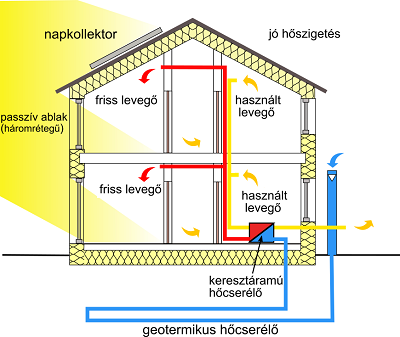 napkollektor
jó hőszigetés
passzív ablak
(háromrétegű)
friss levegő
használt
levegő
friss levegő
használt
levegő
keresztáramú
hőcserélő
geotermikus hőcserélő